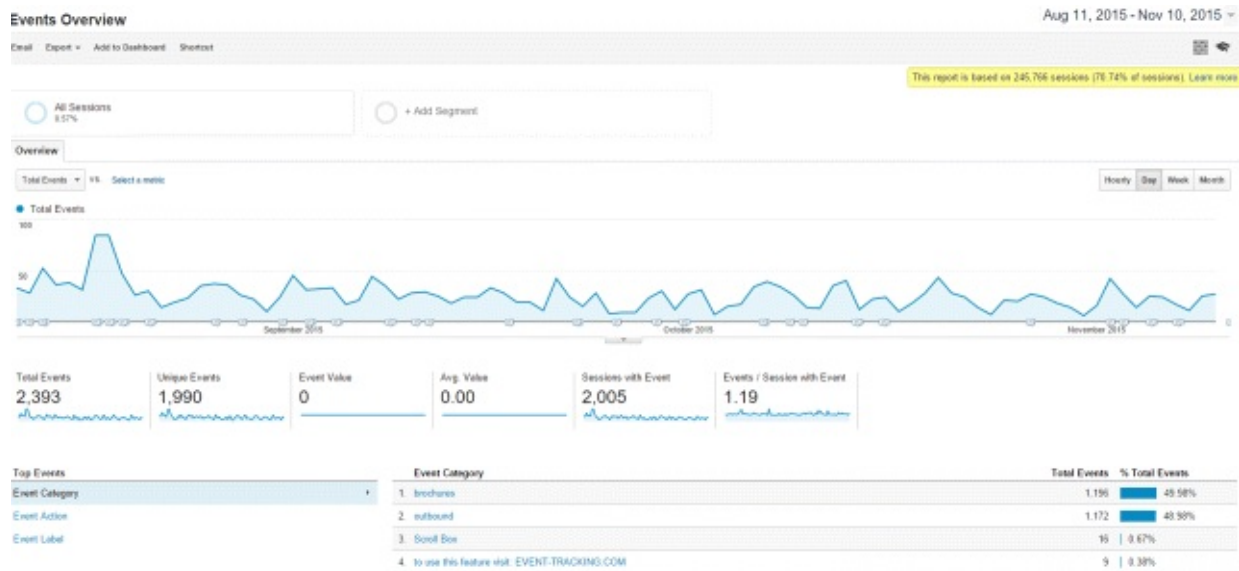 Events Overview
Aug 11, 2015 - Nov 10, 2015
Email Export Add to Dashboard Shortcut
This report is based on 245,766 sessions (70.74% of sessions). Learn more
All Sessions
8.57%
+ Add Segment
Overview
Total Events VS. Select a metric
Hourly Day Week Month
Total Events
100
50
September 2015 October 2015 November 2015
Total Events Unique Events Event Value Avg. Value Sessions with Event Events / Session with Event
2,393 1,990 0 0.00 2,005 1.19
Top Events Event Category Total Events % Total Events
Event Category 1. brochures 1,196 49.98%
Event Action 2. outbound 1,172 48.98%
Event Label 3. Scroll Box 16 0.67%
4. to use this feature visit: EVENT-TRACKING.COM 9 0.38%